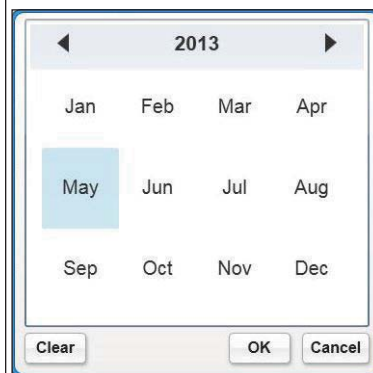 2013
Jan Feb Mar Apr
May Jun Jul Aug
Sep Oct Nov Dec
Clear OK Cancel